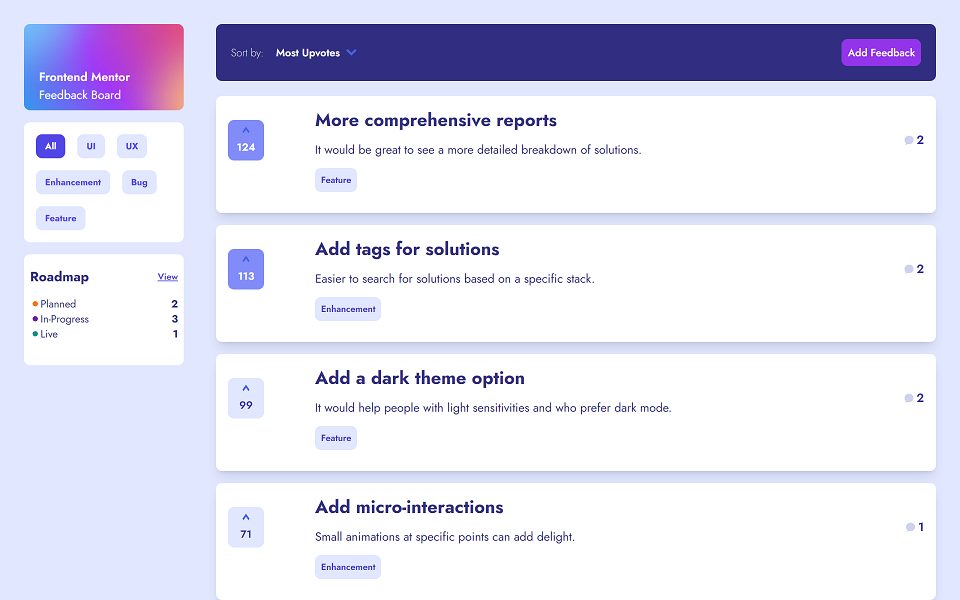 Frontend Mentor
Feedback Board
All UI UX
Enhancement Bug
Feature
Roadmap View
Planned 2
In-Progress 3
Live 1
Sort by: Most Upvotes Add Feedback
124
More comprehensive reports
It would be great to see a more detailed breakdown of solutions.
Feature
2
113
Add tags for solutions
Easier to search for solutions based on a specific stack.
Enhancement
2
99
Add a dark theme option
It would help people with light sensitivities and who prefer dark mode.
Feature
2
71
Add micro-interactions
Small animations at specific points can add delight.
Enhancement
1